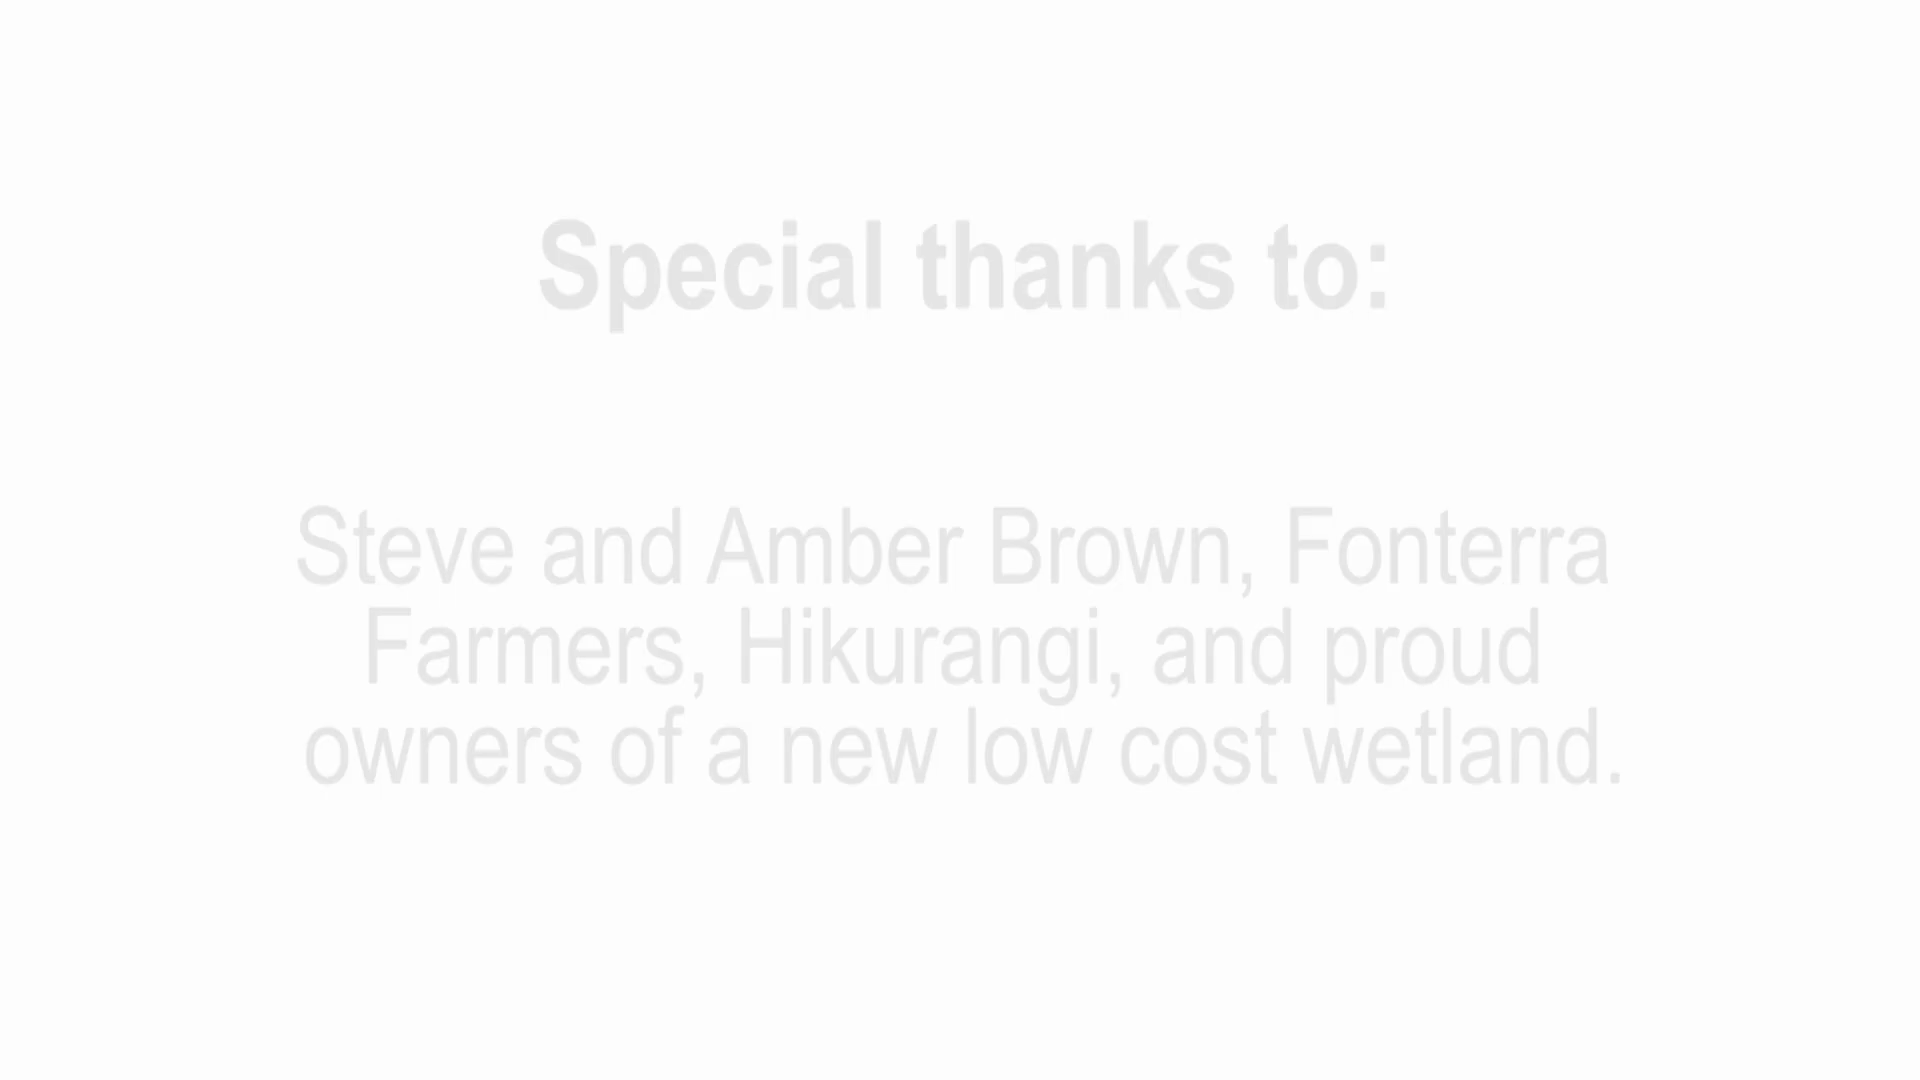 Special thanks to:
Steve and Amber Brown, Fonterra
Farmers, Hikurangi, and proud
owners of a new low cost wetland.